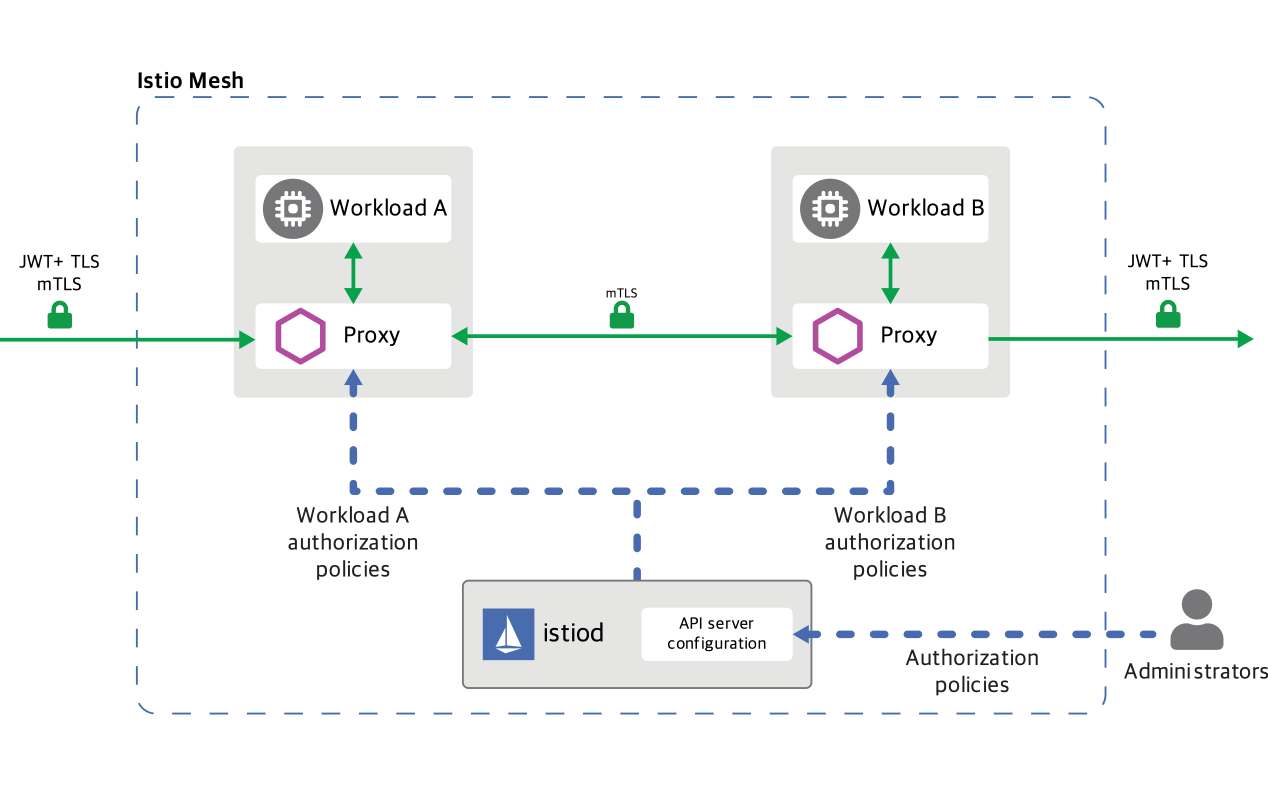 Istio Mesh
Workload A
Workload B
JWT+ TLS
mTLS
mTLS
JWT+ TLS
mTLS
Proxy
Proxy
Workload A
authorization
policies
Workload B
authorization
policies
istiod
API server
configuration
Authorization
policies
Administrators